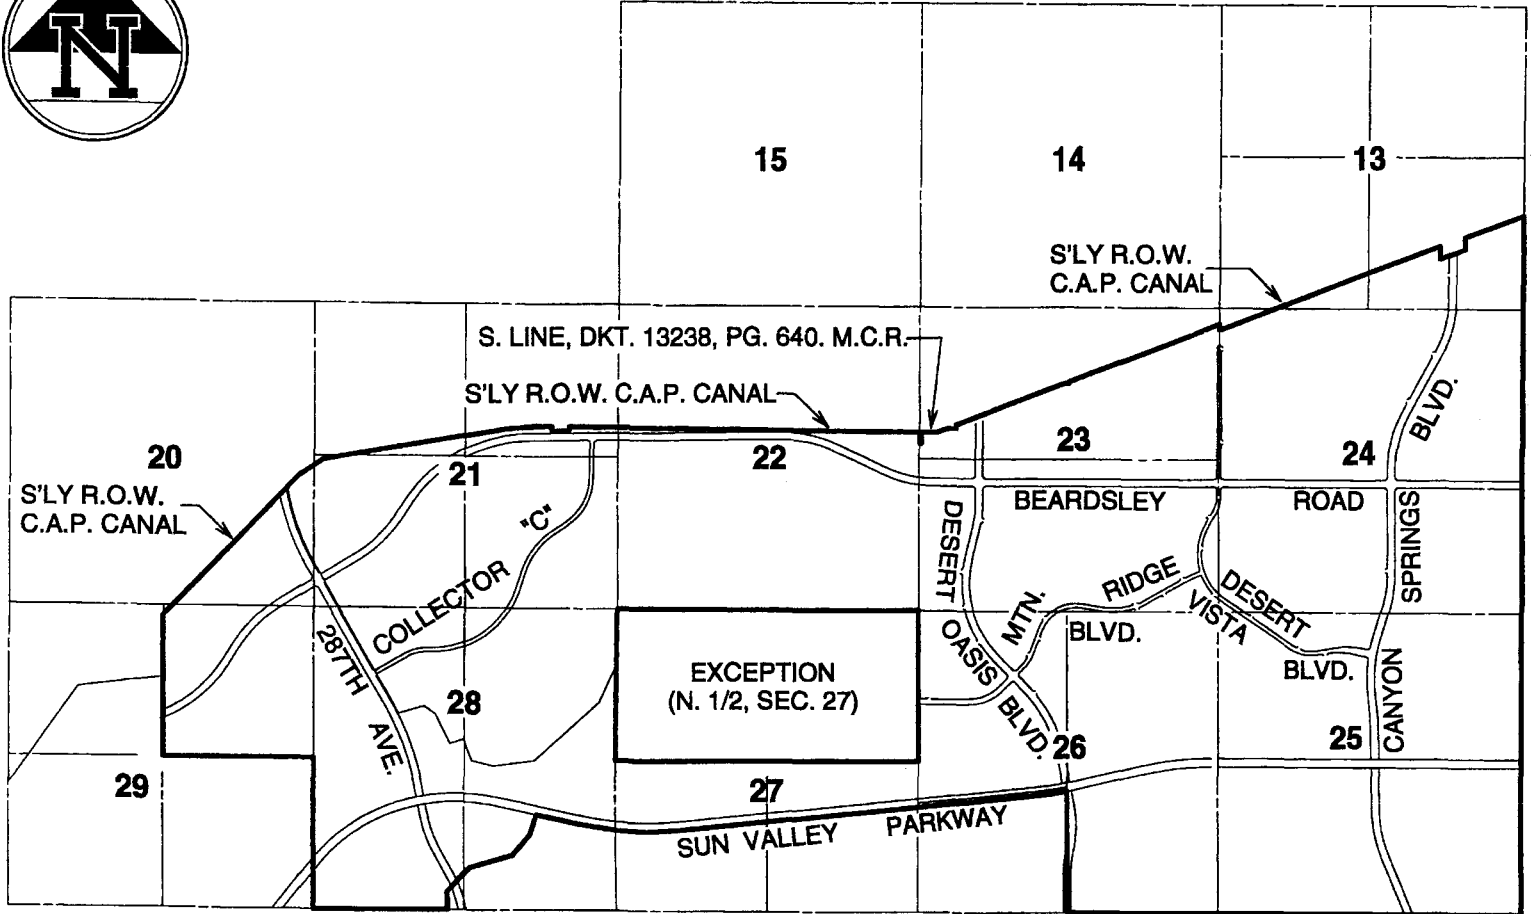 N
15
14
13
S'LY R.O.W.
C.A.P. CANAL
S. LINE, DKT. 13238, PG. 640. M.C.R.
S'LY R.O.W. C.A.P. CANAL
20
21
22
23
24
S'LY R.O.W.
C.A.P. CANAL
BEARDSLEY ROAD
COLLECTOR "C"
287TH AVE.
DESERT OASIS BLVD.
MTN. RIDGE BLVD.
DESERT VISTA BLVD.
CANYON SPRINGS BLVD.
EXCEPTION
(N. 1/2, SEC. 27)
28
29
27
26
25
SUN VALLEY PARKWAY